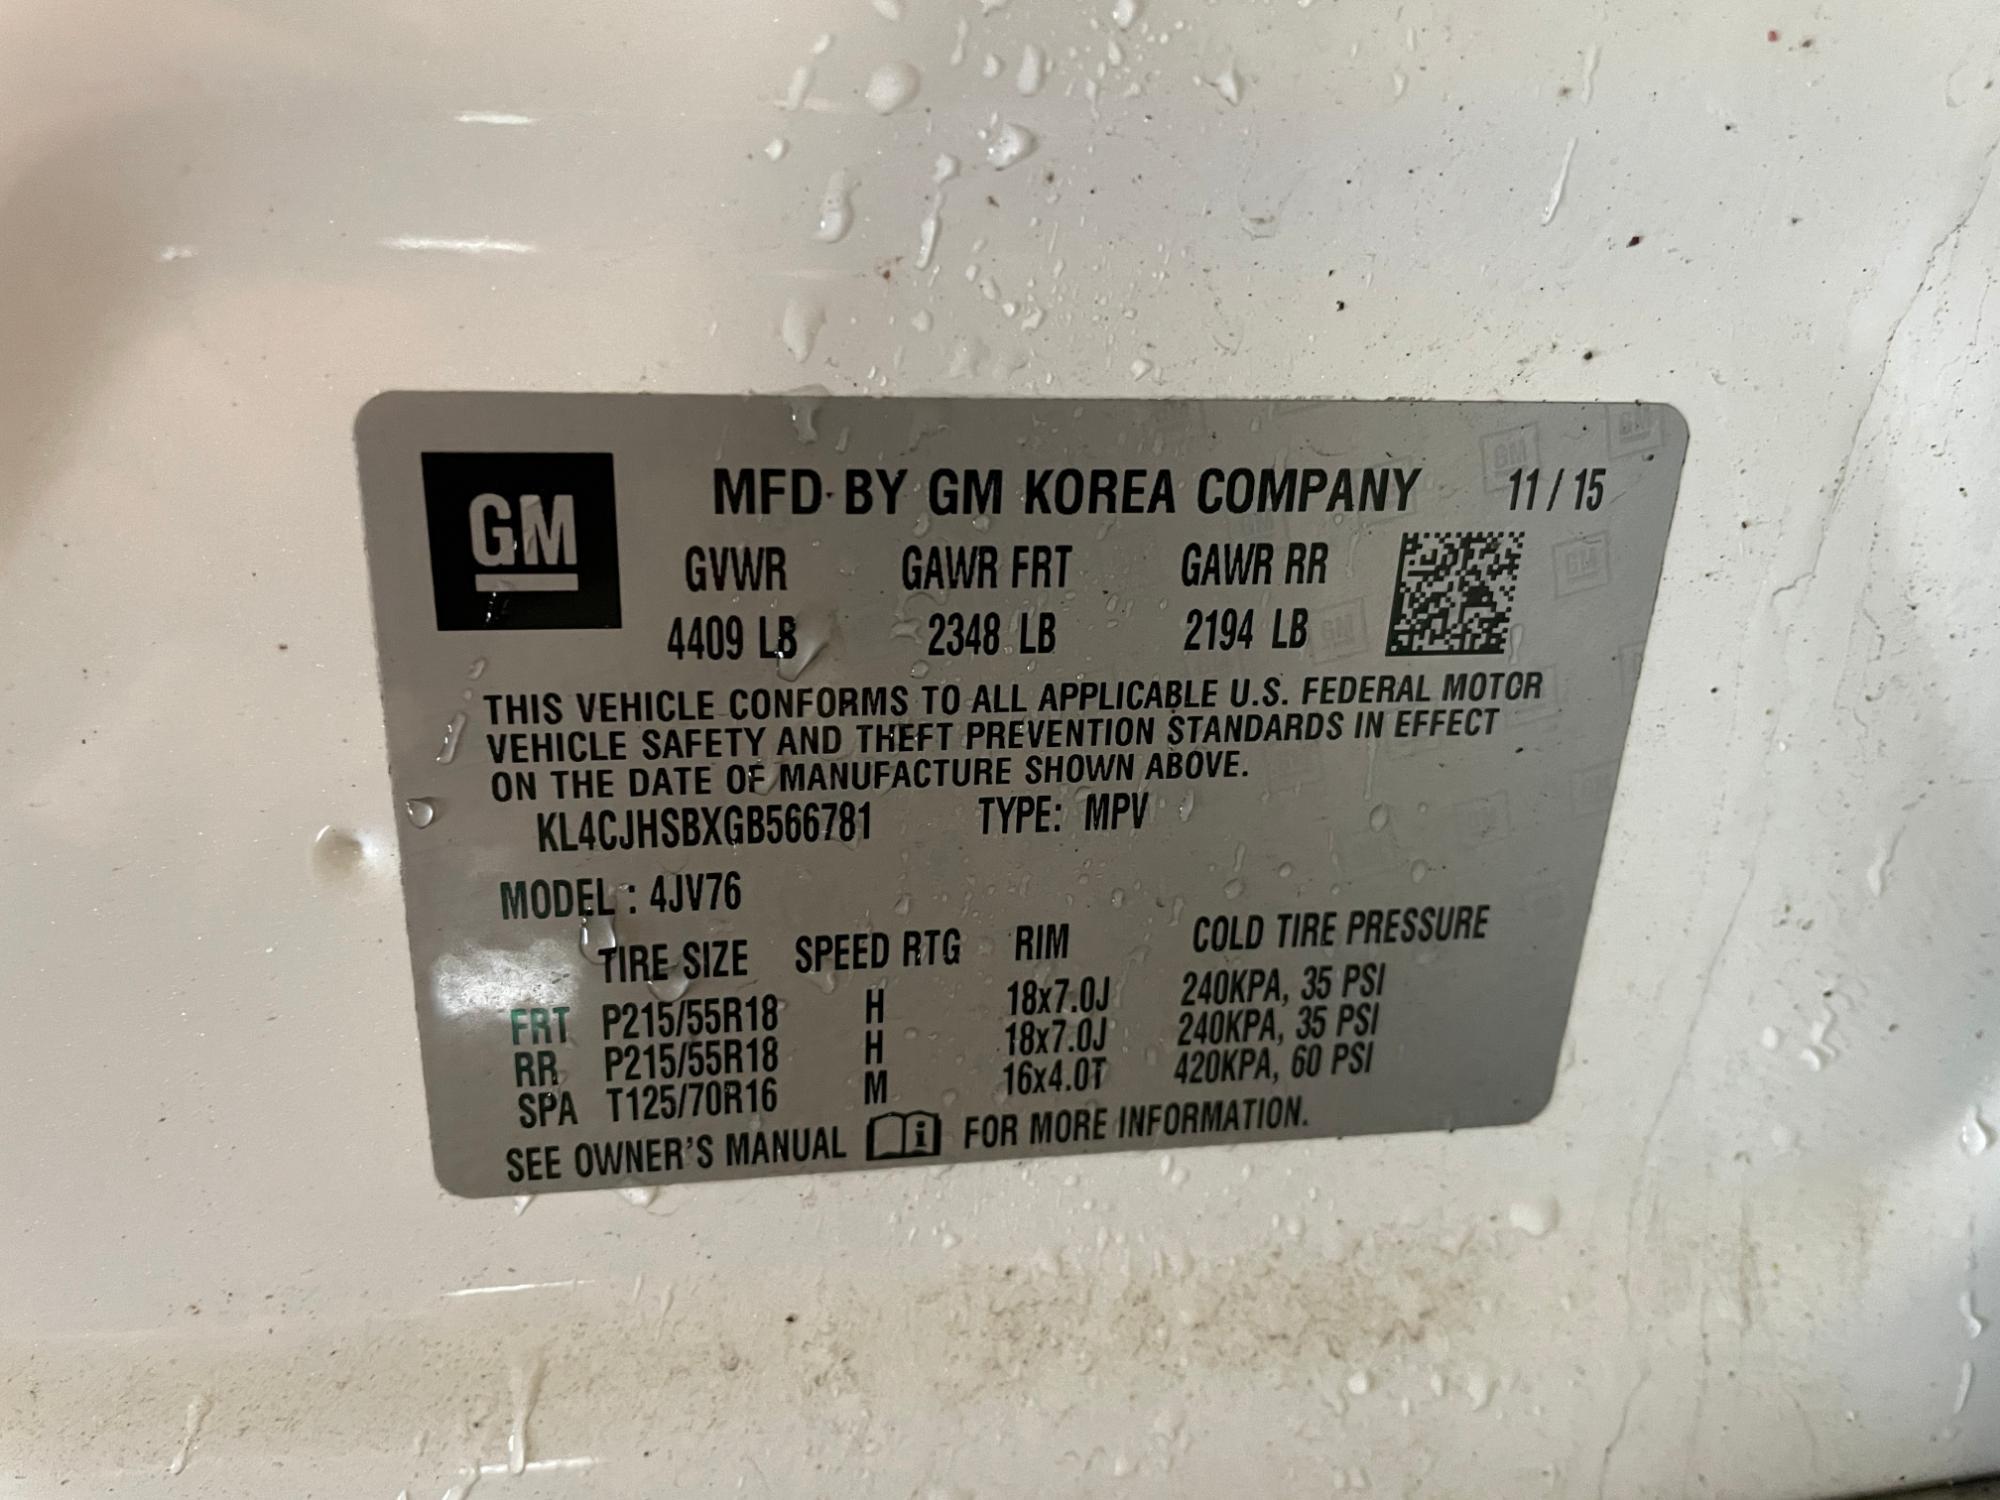 GM
MFD BY GM KOREA COMPANY 11 / 15
GVWR GAWR FRT GAWR RR
4409 LB 2348 LB 2194 LB
THIS VEHICLE CONFORMS TO ALL APPLICABLE U.S. FEDERAL MOTOR
VEHICLE SAFETY AND THEFT PREVENTION STANDARDS IN EFFECT
ON THE DATE OF MANUFACTURE SHOWN ABOVE.
KL4CJHSBXGB566781 TYPE: MPV
MODEL : 4JV76
TIRE SIZE SPEED RTG RIM COLD TIRE PRESSURE
FRT P215/55R18 H 18x7.0J 240KPA, 35 PSI
RR P215/55R18 H 18x7.0J 240KPA, 35 PSI
SPA T125/70R16 M 16x4.0T 420KPA, 60 PSI
SEE OWNER'S MANUAL i FOR MORE INFORMATION.